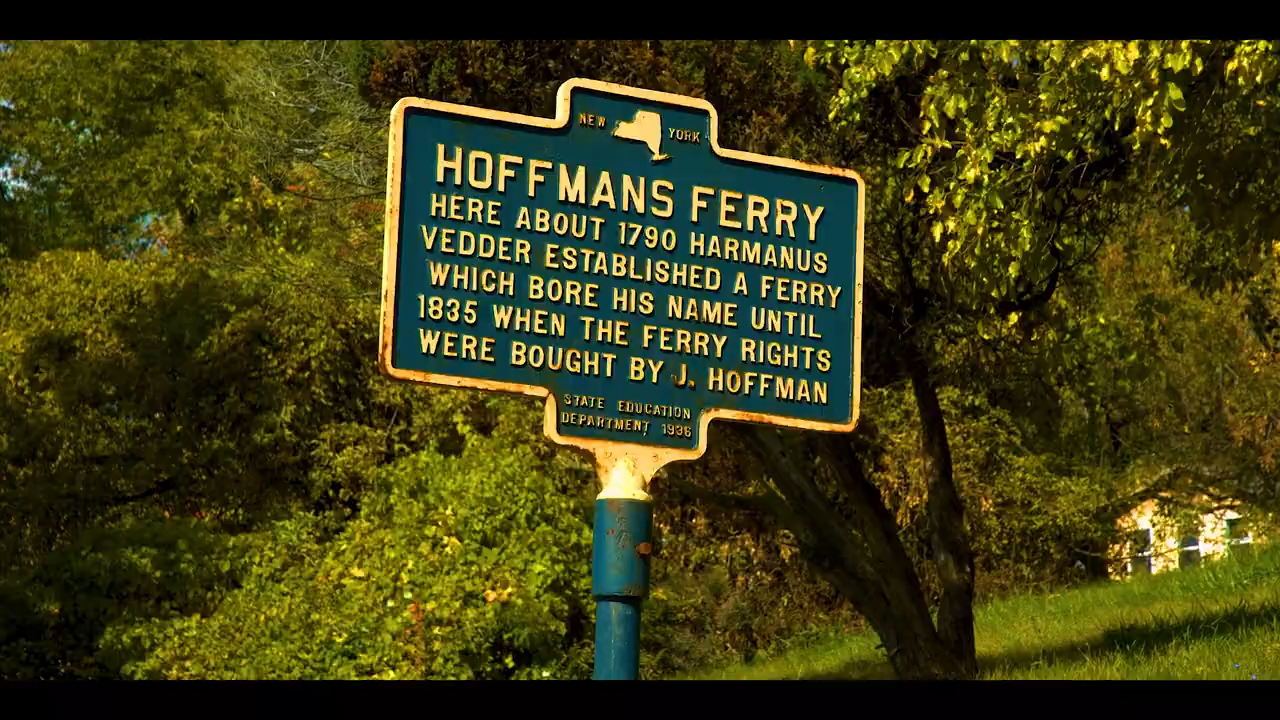 NEW YORK
HOFFMANS FERRY
HERE ABOUT 1790 HARMANUS
VEDDER ESTABLISHED A FERRY
WHICH BORE HIS NAME UNTIL
1835 WHEN THE FERRY RIGHTS
WERE BOUGHT BY J. HOFFMAN
STATE EDUCATION
DEPARTMENT, 1936